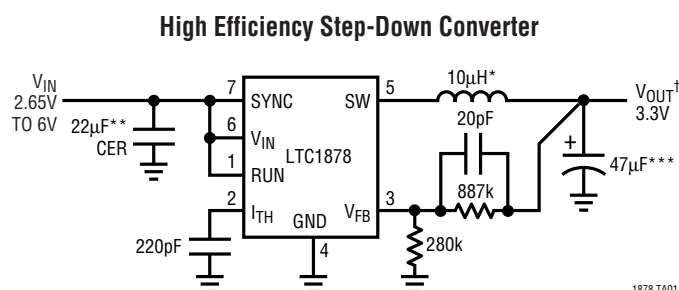 High Efficiency Step-Down Converter
VIN
2.65V
TO 6V
22µF**
CER
7
SYNC
6
VIN
1
RUN
2
ITH
220pF
LTC1878
GND
4
5
SW
3
VFB
10µH*
20pF
887k
280k
VOUT†
3.3V
+
47µF***
1878 TA01